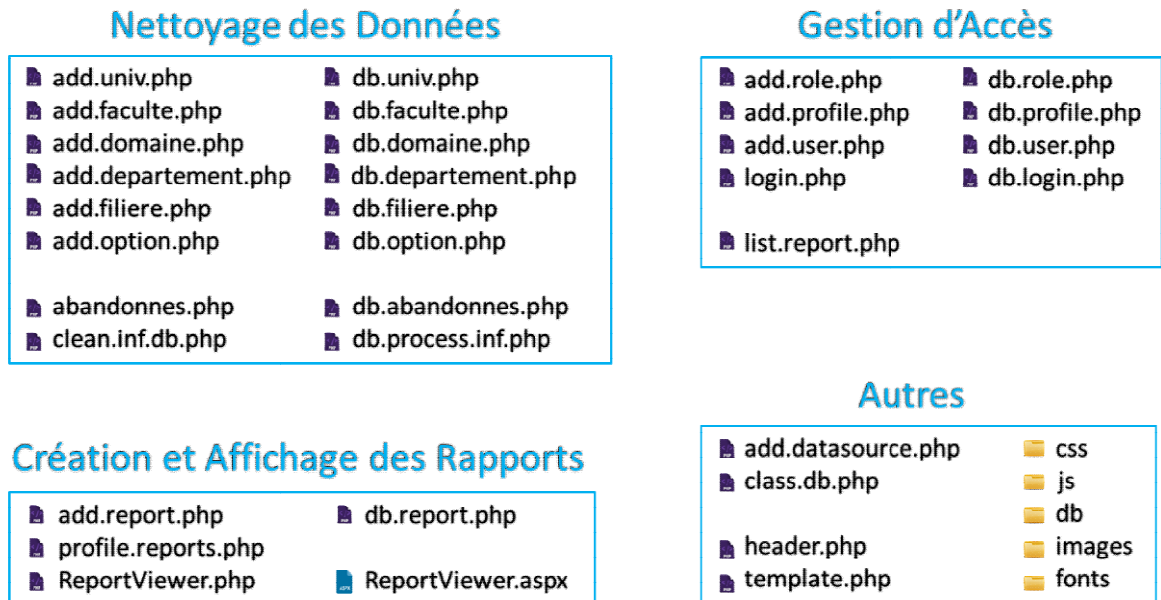 Nettoyage des Données
add.univ.php db.univ.php
add.faculte.php db.faculte.php
add.domaine.php db.domaine.php
add.departement.php db.departement.php
add.filiere.php db.filiere.php
add.option.php db.option.php
abandonnes.php db.abandonnes.php
clean.inf.db.php db.process.inf.php
Gestion d'Accès
add.role.php db.role.php
add.profile.php db.profile.php
add.user.php db.user.php
login.php db.login.php
list.report.php
Création et Affichage des Rapports
add.report.php db.report.php
profile.reports.php
ReportViewer.php ReportViewer.aspx
Autres
add.datasource.php css
class.db.php js
db
header.php images
template.php fonts